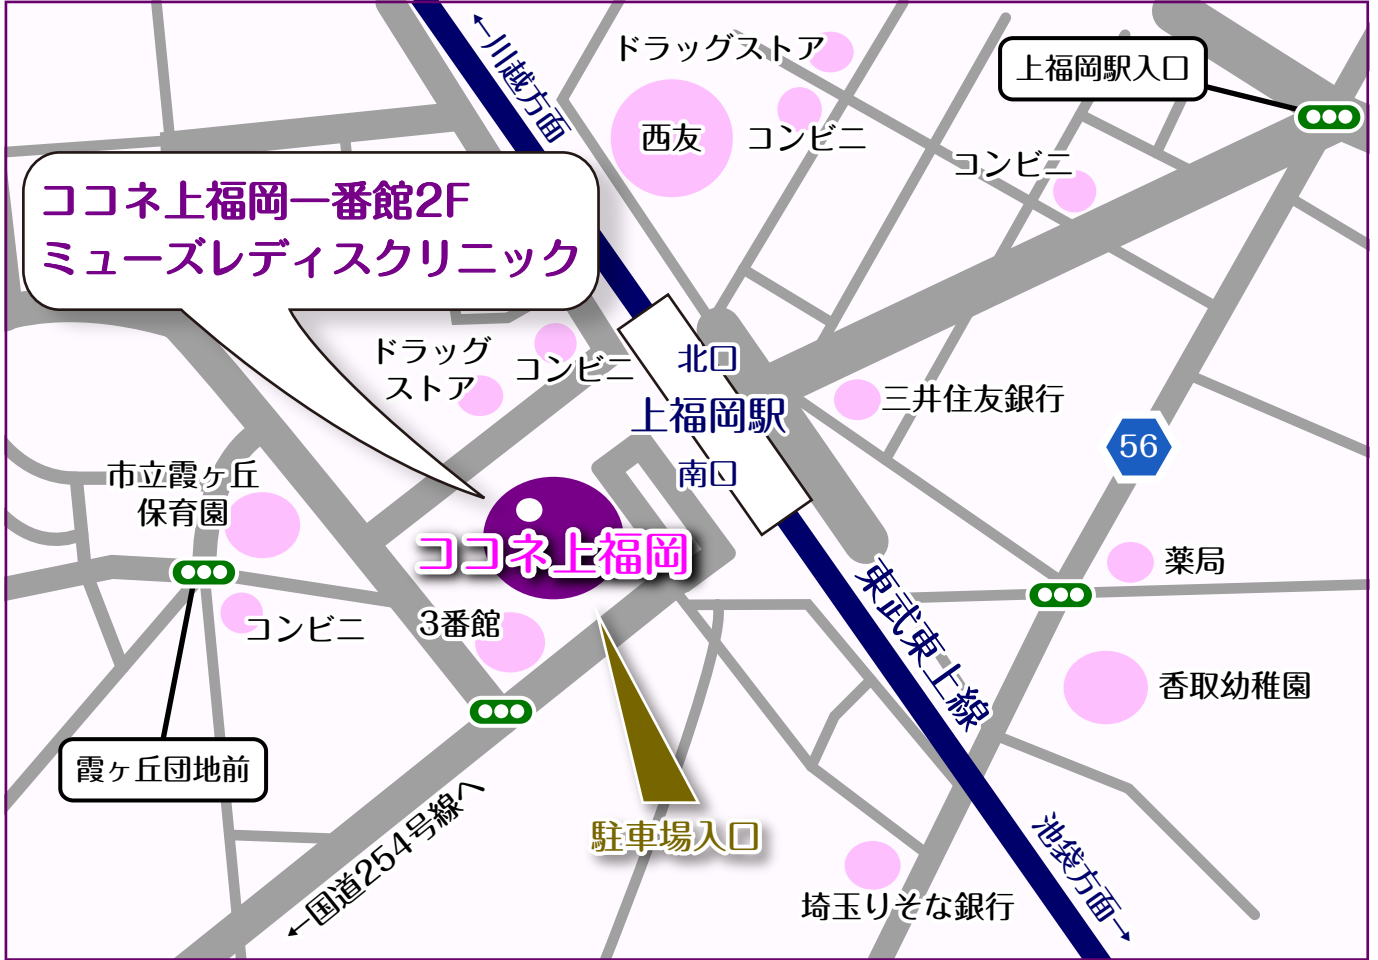 ←川越方面
ドラッグストア
西友
コンビニ
上福岡駅入口
コンビニ
ココネ上福岡一番館2F
ミューズレディスクリニック
ドラッグ
ストア
コンビニ
北口
上福岡駅
南口
三井住友銀行
56
市立霞ヶ丘
保育園
ココネ上福岡
薬局
コンビニ
3番館
東武東上線
香取幼稚園
霞ヶ丘団地前
←国道254号線へ
駐車場入口
池袋方面→
埼玉りそな銀行